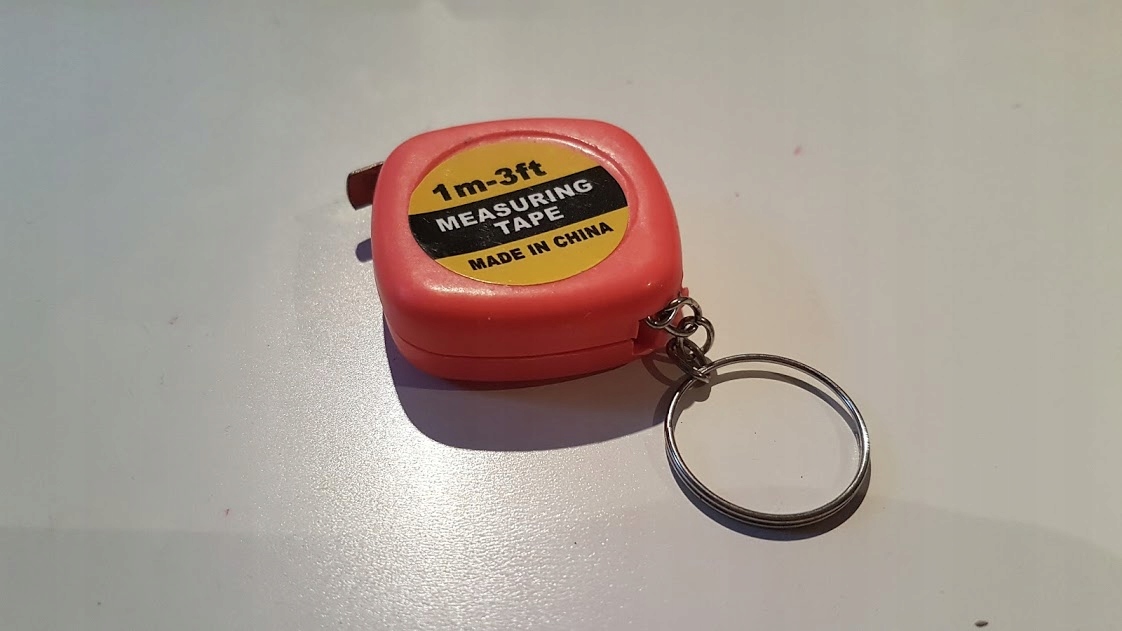 1m-3ft
MEASURING
TAPE
MADE IN CHINA